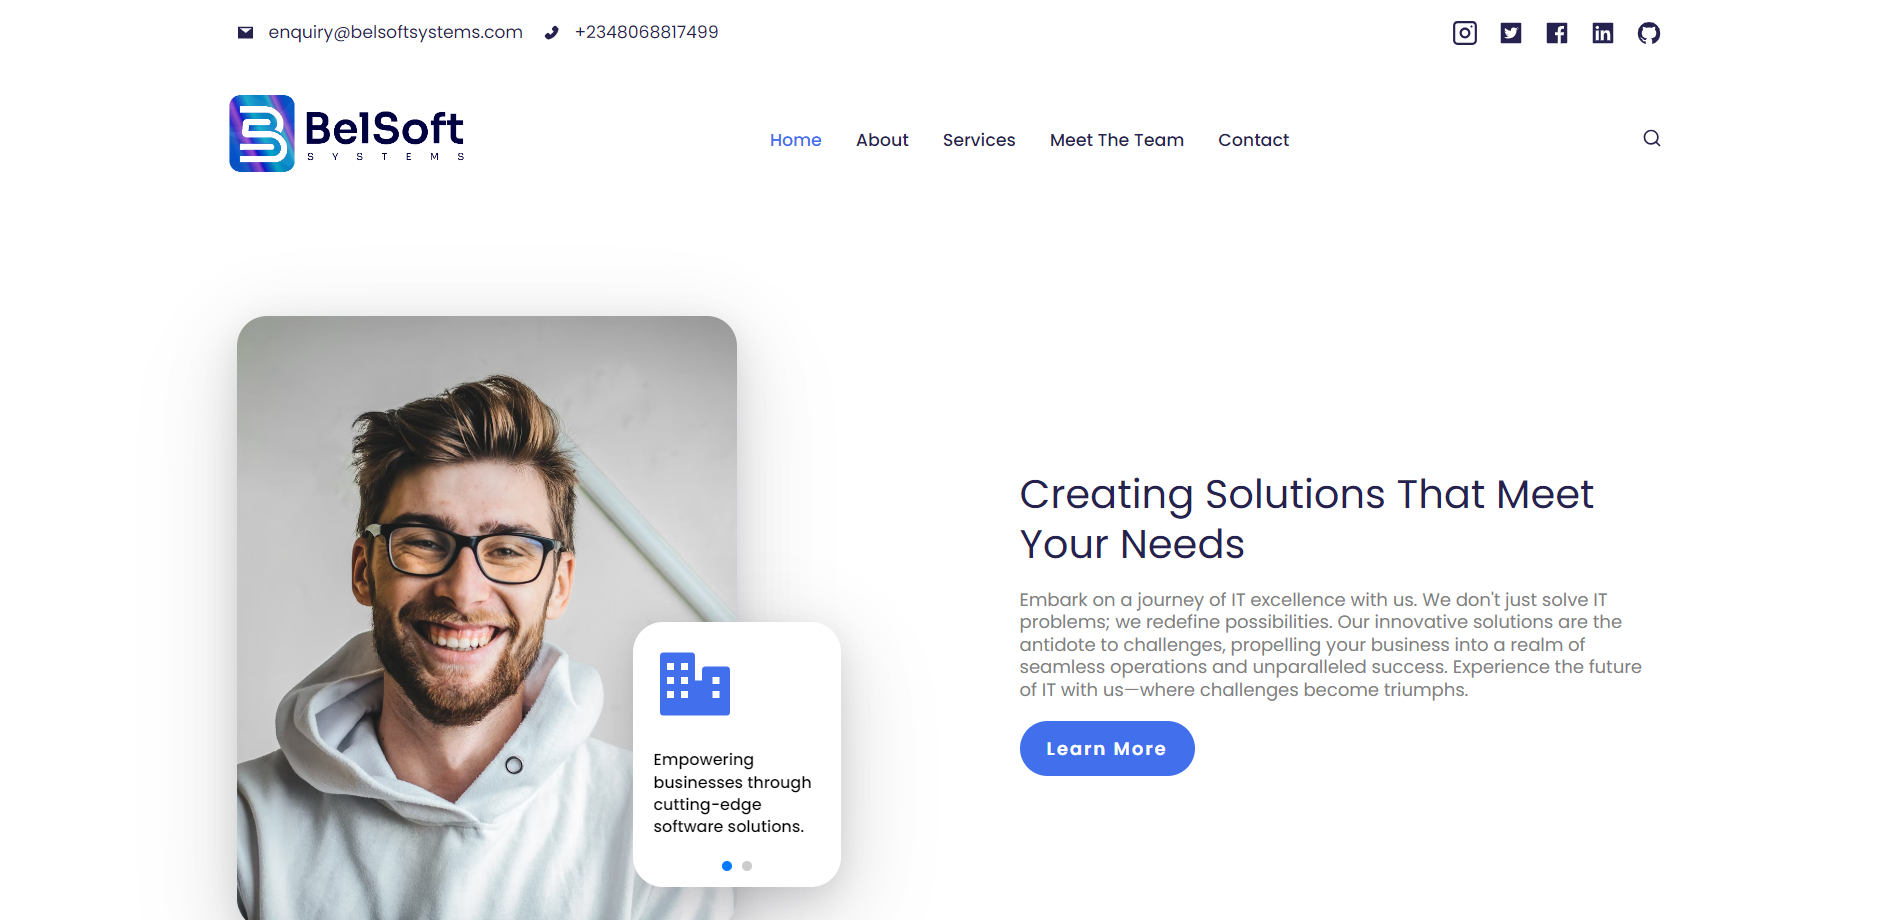 enquiry@belsoftsystems.com +2348068817499
BelSoft
SYSTEMS
Home About Services Meet The Team Contact
Creating Solutions That Meet
Your Needs
Embark on a journey of IT excellence with us. We don't just solve IT
problems; we redefine possibilities. Our innovative solutions are the
antidote to challenges, propelling your business into a realm of
seamless operations and unparalleled success. Experience the future
of IT with us—where challenges become triumphs.
Learn More
Empowering
businesses through
cutting-edge
software solutions.